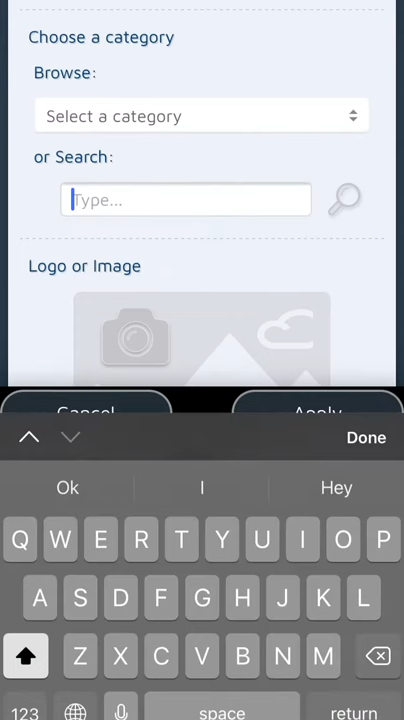 Choose a category
Browse:
Select a category
or Search:
Type...
Logo or Image
Cancel Apply
Done
Ok I Hey
Q W E R T Y U I O P
A S D F G H J K L
Z X C V B N M
123 space return